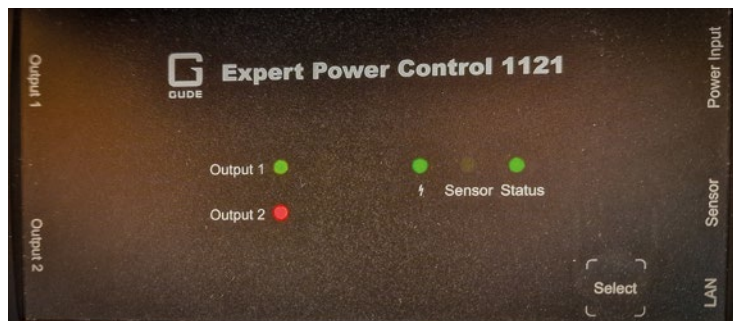 Output 1
GUDE
Expert Power Control 1121
Power Input
Output 1
Sensor Status
Output 2
Output 2
Sensor
Select
LAN